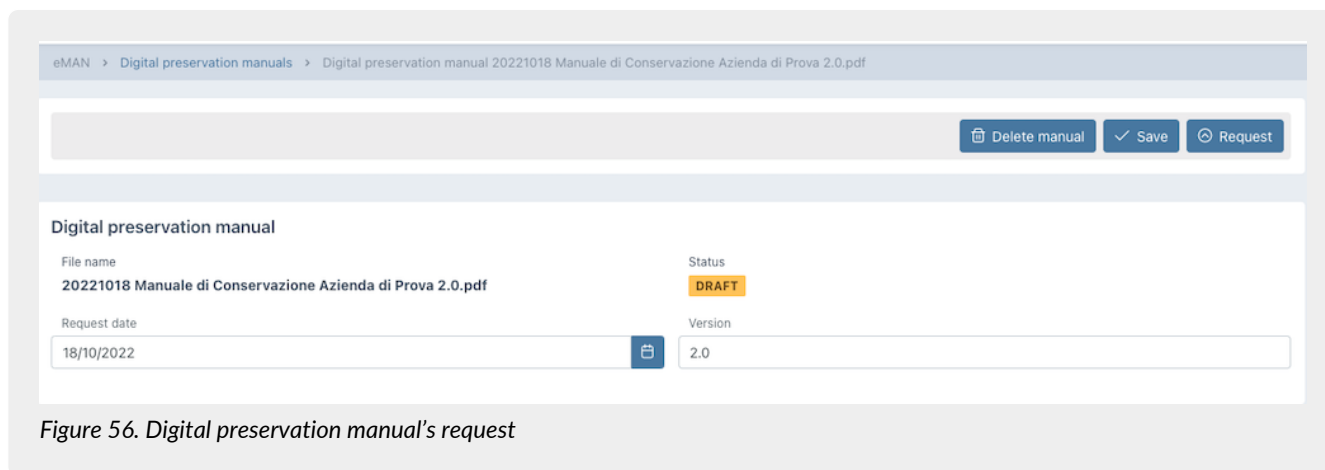 eMAN > Digital preservation manuals > Digital preservation manual 20221018 Manuale di Conservazione Azienda di Prova 2.0.pdf
Delete manual Save Request
Digital preservation manual
File name Status
20221018 Manuale di Conservazione Azienda di Prova 2.0.pdf DRAFT
Request date Version
18/10/2022 2.0
Figure 56. Digital preservation manual's request